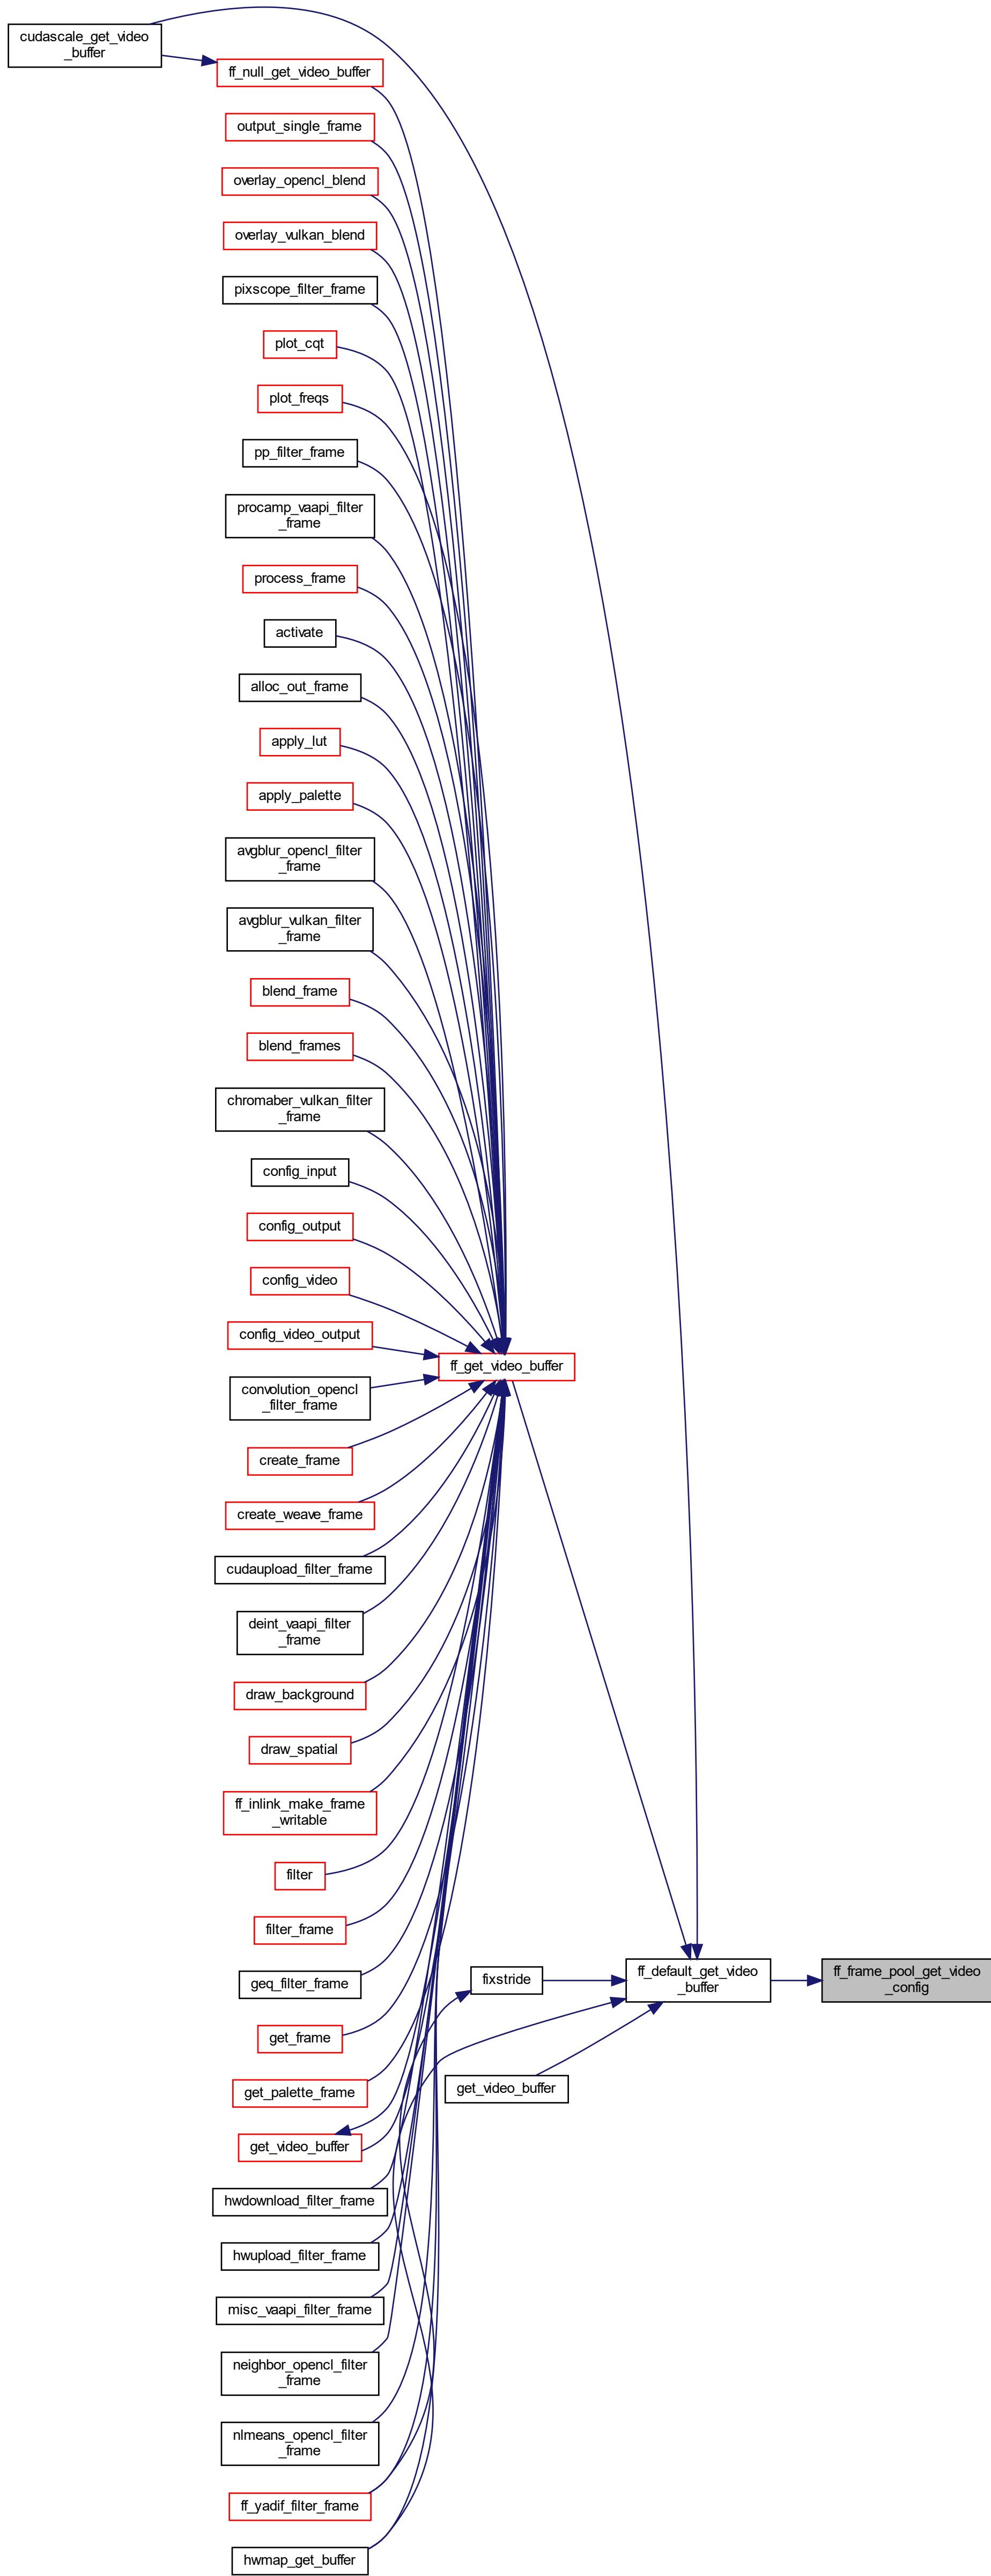 cudascale_get_video
_buffer
ff_null_get_video_buffer
output_single_frame
overlay_opencl_blend
overlay_vulkan_blend
pixscope_filter_frame
plot_cqt
plot_freqs
pp_filter_frame
procamp_vaapi_filter
_frame
process_frame
activate
alloc_out_frame
apply_lut
apply_palette
avgblur_opencl_filter
_frame
avgblur_vulkan_filter
_frame
blend_frame
blend_frames
chromaber_vulkan_filter
_frame
config_input
config_output
config_video
config_video_output
convolution_opencl
_filter_frame
create_frame
create_weave_frame
cudaupload_filter_frame
deint_vaapi_filter
_frame
draw_background
draw_spatial
ff_inlink_make_frame
_writable
filter
filter_frame
geq_filter_frame
get_frame
get_palette_frame
get_video_buffer
hwdownload_filter_frame
hwupload_filter_frame
misc_vaapi_filter_frame
neighbor_opencl_filter
_frame
nlmeans_opencl_filter
_frame
ff_yadif_filter_frame
hwmap_get_buffer
ff_get_video_buffer
fixstride
get_video_buffer
ff_default_get_video
_buffer
ff_frame_pool_get_video
_config